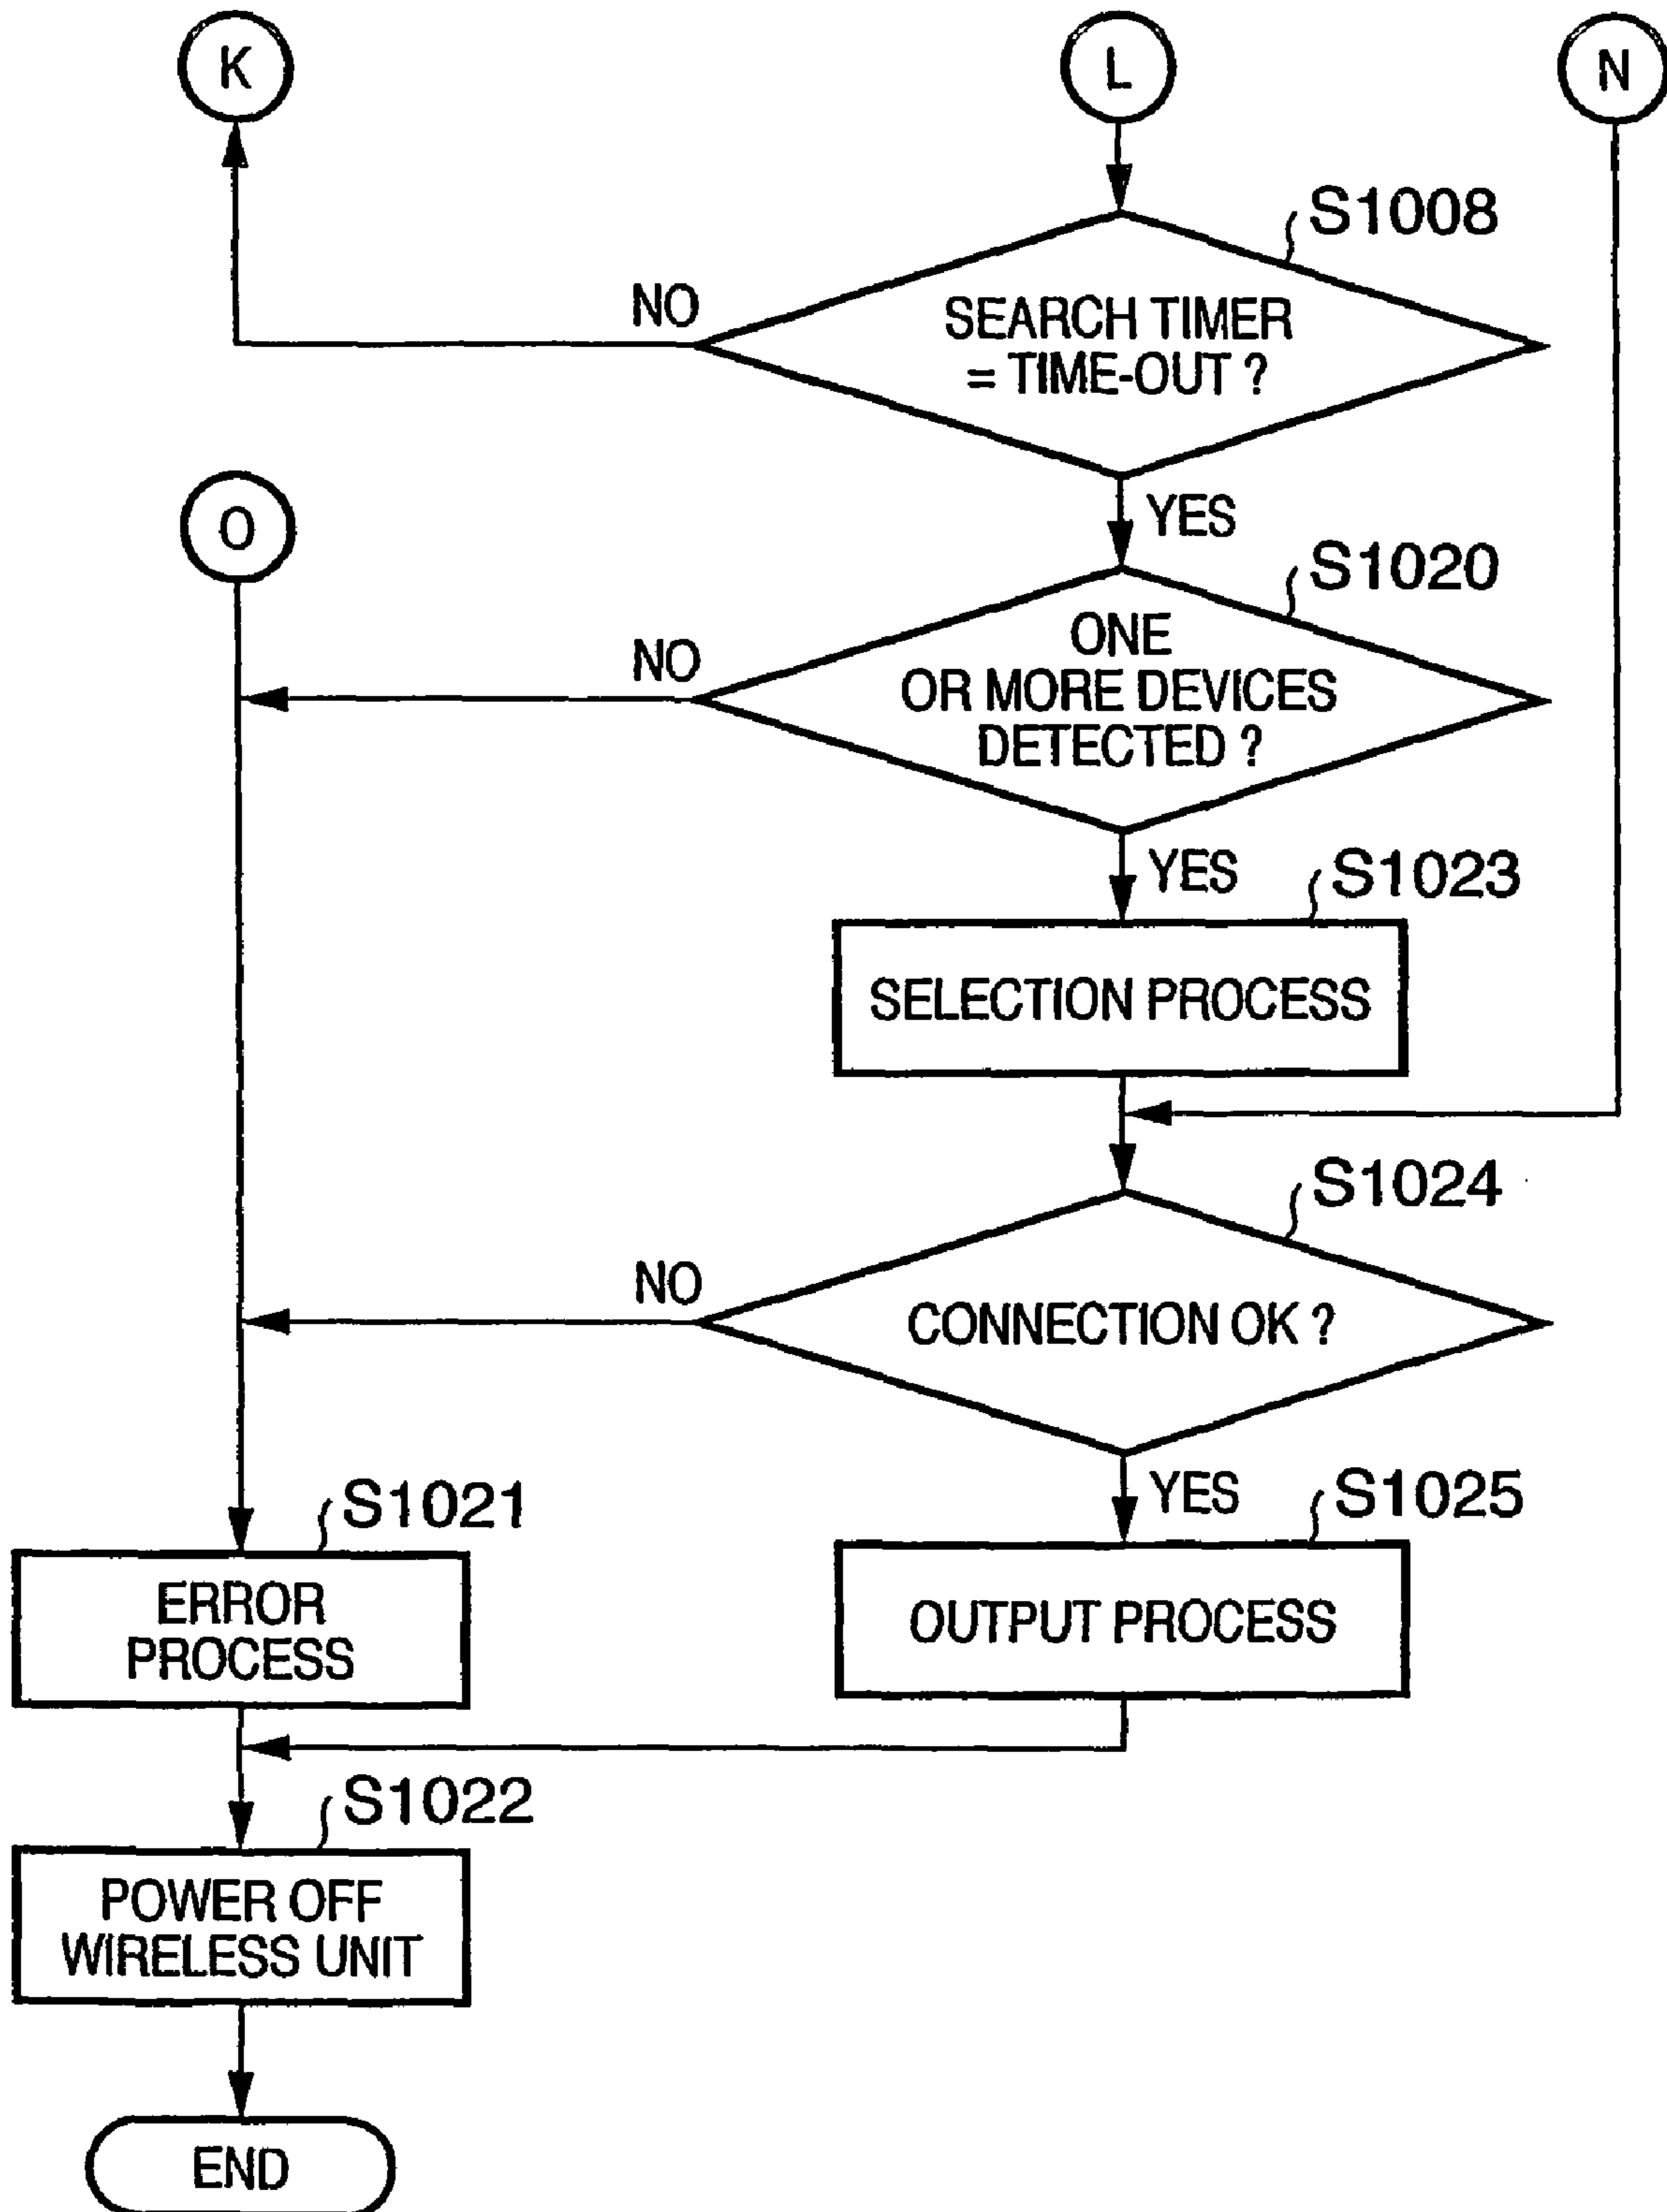 K
L
N
S1008
NO
SEARCH TIMER
= TIME-OUT ?
YES
O
S1020
NO
ONE
OR MORE DEVICES
DETECTED ?
YES
S1023
SELECTION PROCESS
S1024
NO
CONNECTION OK ?
YES
S1021
S1025
ERROR
PROCESS
OUTPUT PROCESS
S1022
POWER OFF
WIRELESS UNIT
END